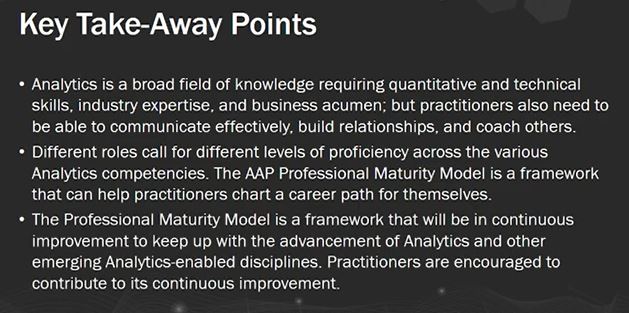 Key Take-Away Points
• Analytics is a broad field of knowledge requiring quantitative and technical
skills, industry expertise, and business acumen; but practitioners also need to
be able to communicate effectively, build relationships, and coach others.
• Different roles call for different levels of proficiency across the various
Analytics competencies. The AAP Professional Maturity Model is a framework
that can help practitioners chart a career path for themselves.
• The Professional Maturity Model is a framework that will be in continuous
improvement to keep up with the advancement of Analytics and other
emerging Analytics-enabled disciplines. Practitioners are encouraged to
contribute to its continuous improvement.